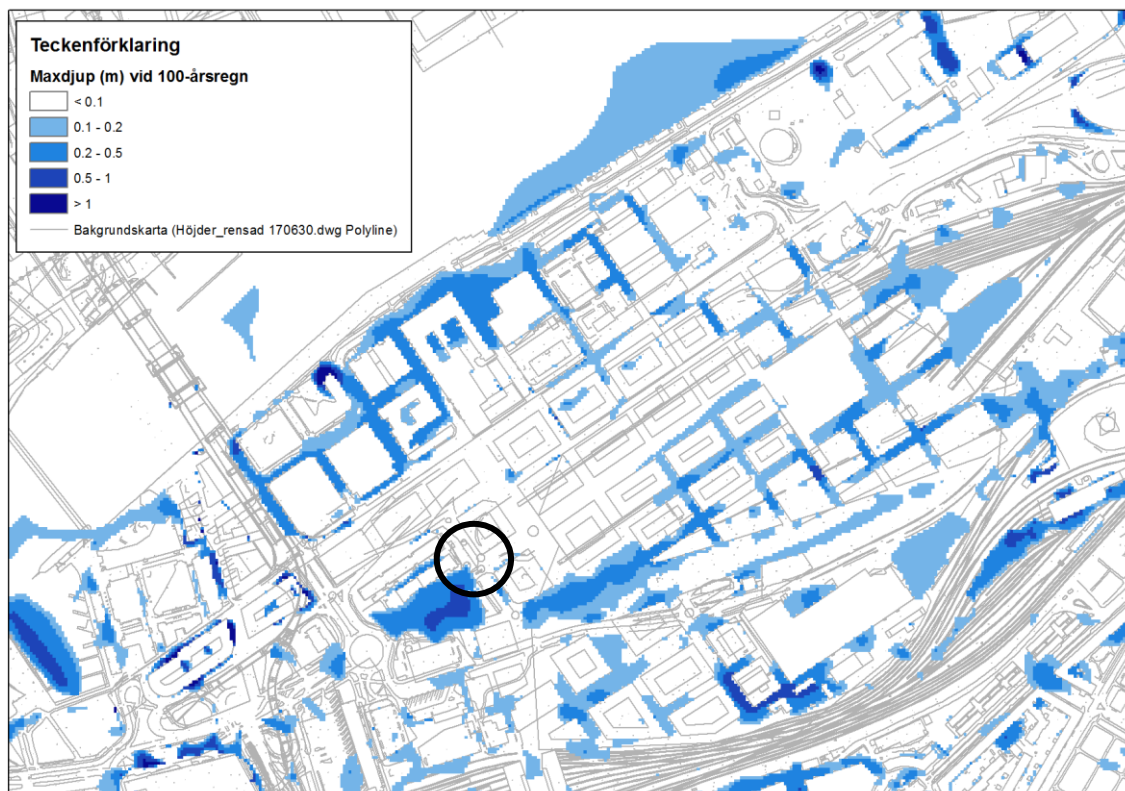 Teckenförklaring
Maxdjup (m) vid 100-årsregn
< 0.1
0.1 - 0.2
0.2 - 0.5
0.5 - 1
> 1
Bakgrundskarta (Höjder_rensad 170630.dwg Polyline)